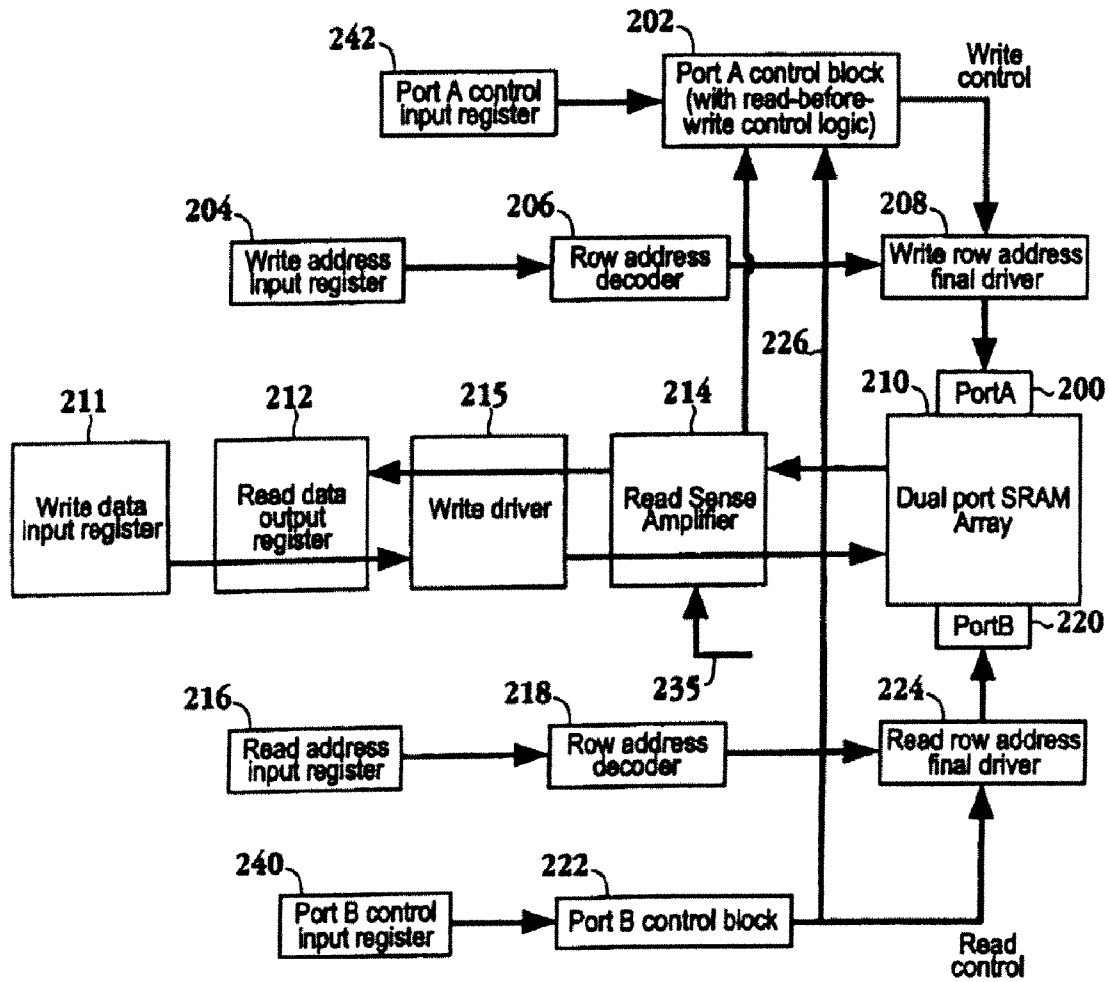 242
202
Port A control
input register
Port A control block
(with read-before-
write control logic)
Write
control
204
206
208
Write address
input register
Row address
decoder
Write row address
final driver
226
211
212
215
214
210
PortA
200
Write data
input register
Read data
output
register
Write driver
Read Sense
Amplifier
Dual port SRAM
Array
PortB
220
235
216
218
224
Read address
input register
Row address
decoder
Read row address
final driver
240
222
Port B control
input register
Port B control block
Read
control